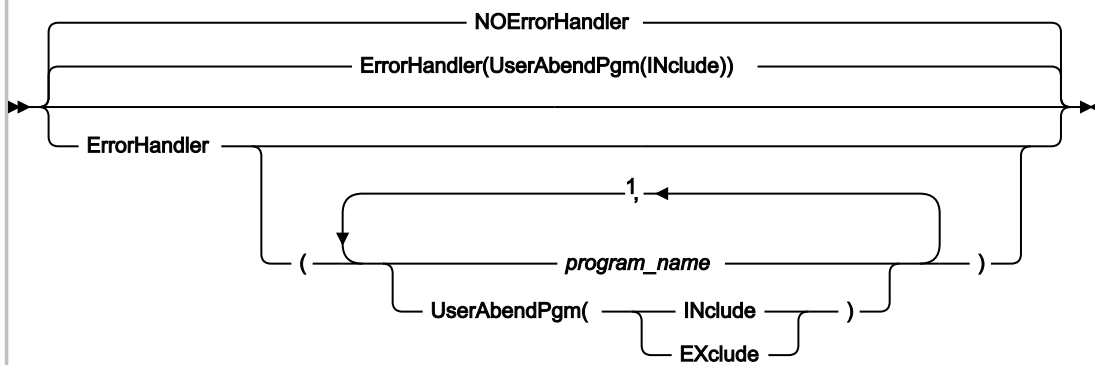 NOErrorHandler
ErrorHandler(UserAbendPgm(INclude))
ErrorHandler
1,
( program_name )
UserAbendPgm( INclude )
EXclude